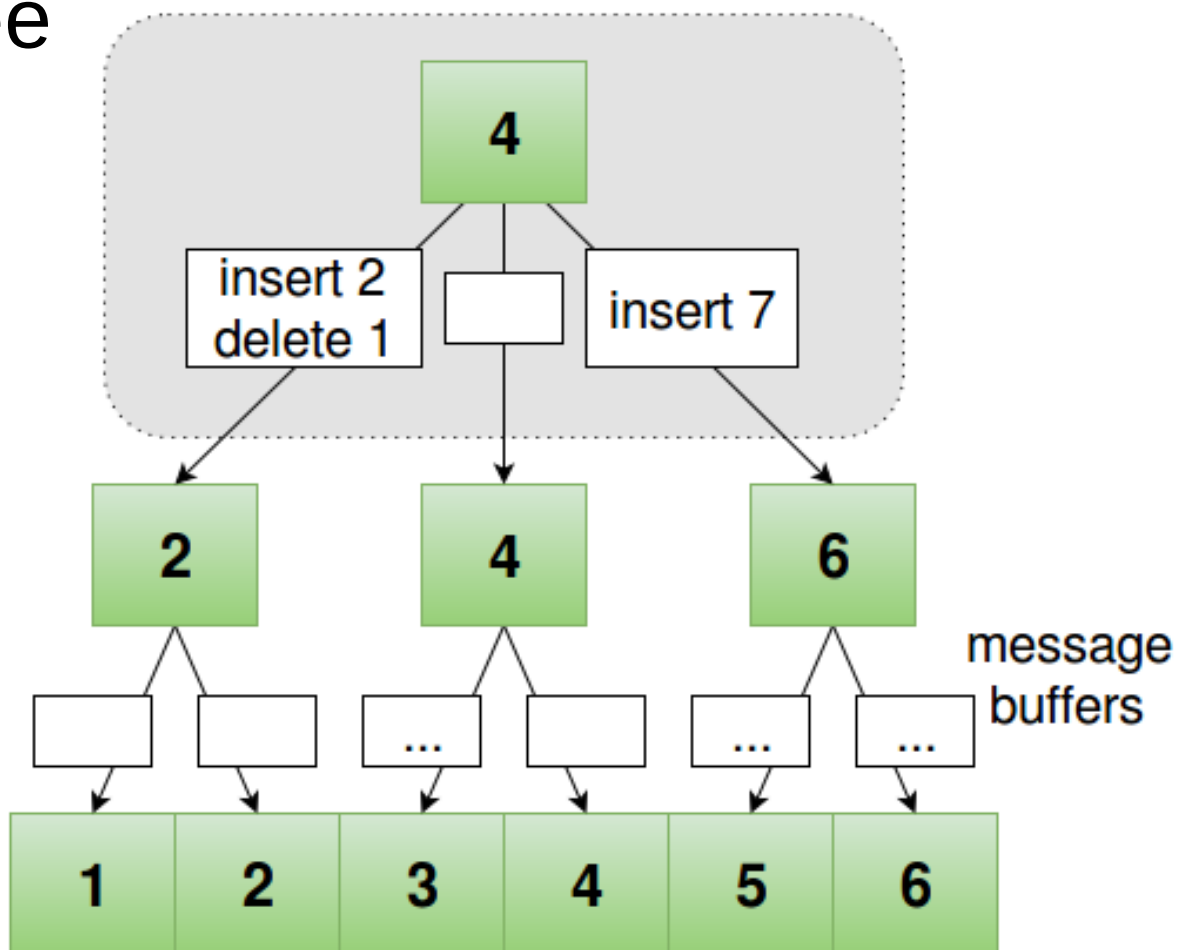 e
4
insert 2
delete 1
insert 7
2 4 6
message
buffers
... ... ...
1 2 3 4 5 6